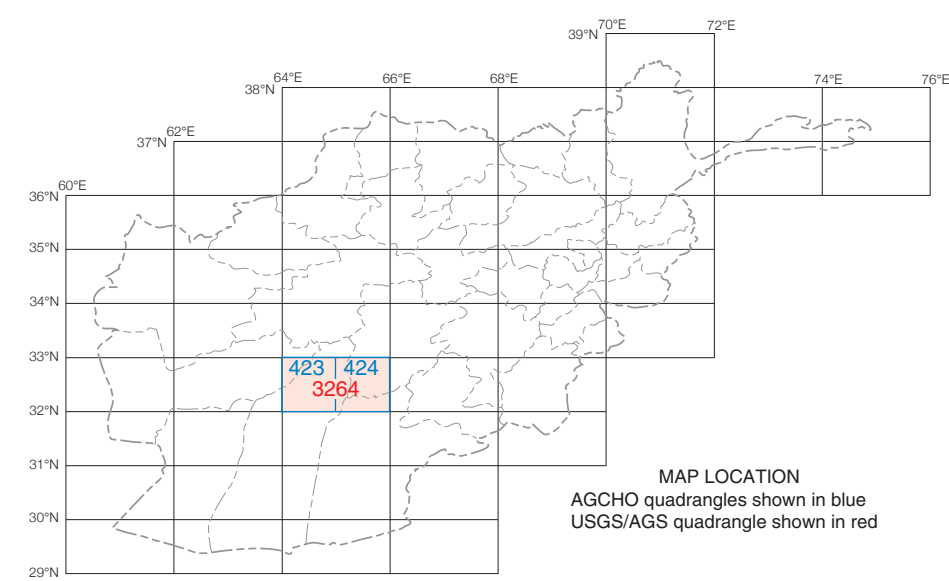 39°N 70°E 72°E
38°N 64°E 66°E 68°E 74°E 76°E
37°N 62°E
36°N 60°E
35°N
34°N
33°N
423 424
3264
32°N
31°N
30°N
29°N
MAP LOCATION
AGCHO quadrangles shown in blue
USGS/AGS quadrangle shown in red